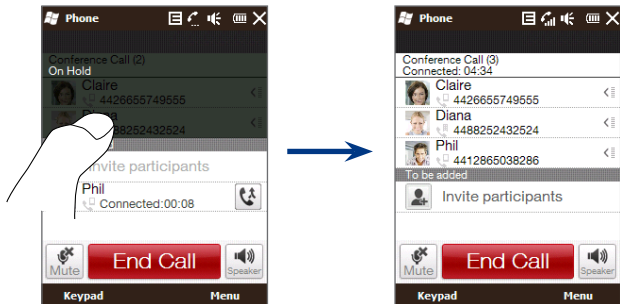 Phone
Conference Call (2)
On Hold
Claire
4426655749555
4488252432524
Invite participants
Phil
Connected:00:08
Mute
End Call
Speaker
Keypad
Menu
Phone
Conference Call (3)
Connected: 04:34
Claire
4426655749555
Diana
4488252432524
Phil
4412865038286
To be added
Invite participants
Mute
End Call
Speaker
Keypad
Menu